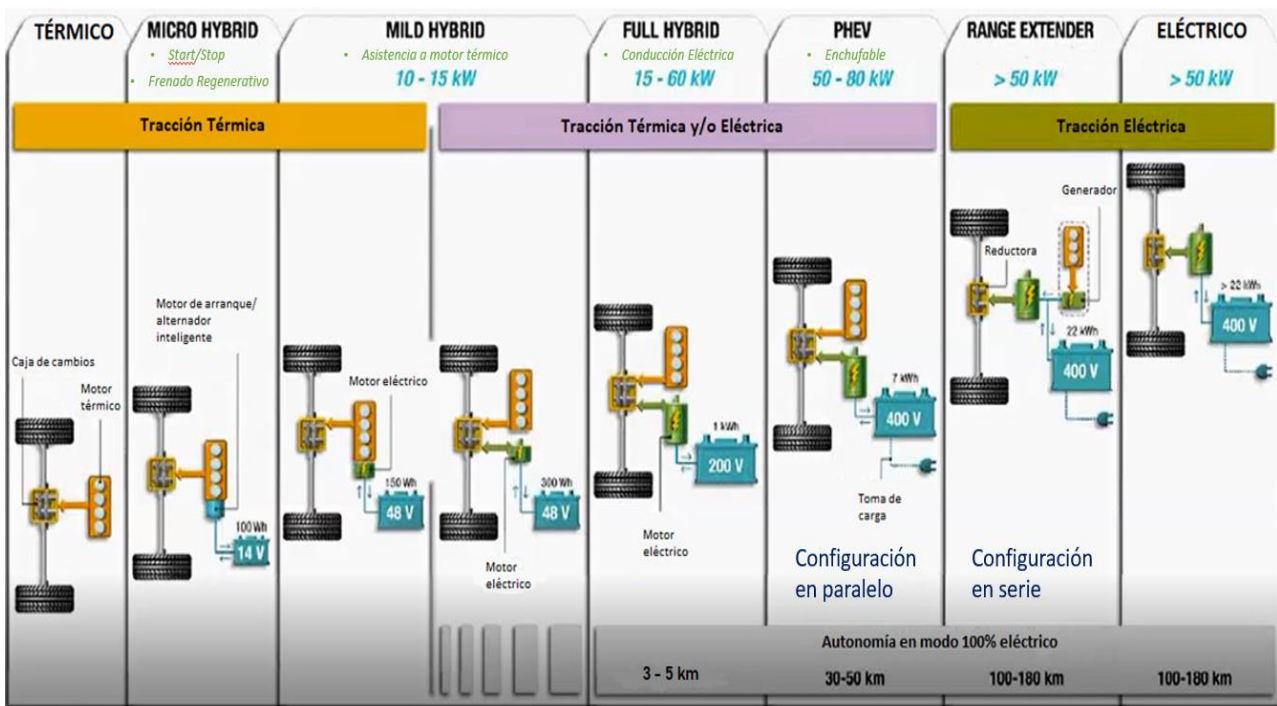 TÉRMICO
MICRO HYBRID
• Start/Stop
• Frenado Regenerativo
MILD HYBRID
• Asistencia a motor térmico
10 - 15 kW
FULL HYBRID
• Conducción Eléctrica
15 - 60 kW
PHEV
• Enchufable
50 - 80 kW
RANGE EXTENDER
> 50 kW
ELÉCTRICO
> 50 kW
Tracción Térmica
Tracción Térmica y/o Eléctrica
Tracción Eléctrica
Caja de cambios
Motor
térmico
Motor de arranque/
alternador
inteligente
100 Wh
14 V
Motor eléctrico
150 Wh
48 V
300 Wh
48 V
Motor
eléctrico
1 kWh
200 V
Motor
eléctrico
7 kWh
400 V
Toma de
carga
Configuración
en paralelo
Generador
Reductora
22 kWh
400 V
Configuración
en serie
> 22 kWh
400 V
Autonomía en modo 100% eléctrico
3 – 5 km
30-50 km
100-180 km
100-180 km